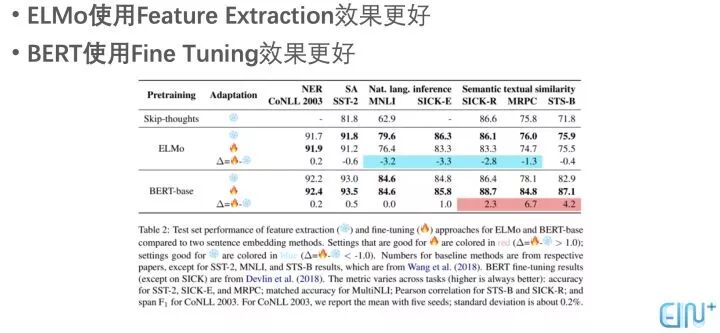 • ELMo使用Feature Extraction效果更好
• BERT使用Fine Tuning效果更好
Pretraining Adaptation NER SA Nat. lang. inference Semantic textual similarity
CoNLL 2003 SST-2 MNLI SICK-E SICK-R MRPC STS-B
Skip-thoughts ❄ - 81.8 62.9 - 86.6 75.8 71.8
❄ 91.7 91.8 79.6 86.3 86.1 76.0 75.9
ELMo 🔥 91.9 91.2 76.4 83.3 83.3 74.7 75.5
Δ=🔥-❄ 0.2 -0.6 -3.2 -3.3 -2.8 -1.3 -0.4
❄ 92.2 93.0 84.6 84.8 86.4 78.1 82.9
BERT-base 🔥 92.4 93.5 84.6 85.8 88.7 84.8 87.1
Δ=🔥-❄ 0.2 0.5 0.0 1.0 2.3 6.7 4.2
Table 2: Test set performance of feature extraction (❄) and fine-tuning (🔥) approaches for ELMo and BERT-base
compared to two sentence embedding methods. Settings that are good for 🔥 are colored in red (Δ=🔥-❄ > 1.0);
settings good for ❄ are colored in blue (Δ=🔥-❄ < -1.0). Numbers for baseline methods are from respective
papers, except for SST-2, MNLI, and STS-B results, which are from Wang et al. (2018). BERT fine-tuning results
(except on SICK) are from Devlin et al. (2018). The metric varies across tasks (higher is always better): accuracy
for SST-2, SICK-E, and MRPC; matched accuracy for MultiNLI; Pearson correlation for STS-B and SICK-R; and
span F₁ for CoNLL 2003. For CoNLL 2003, we report the mean with five seeds; standard deviation is about 0.2%.
EIN+